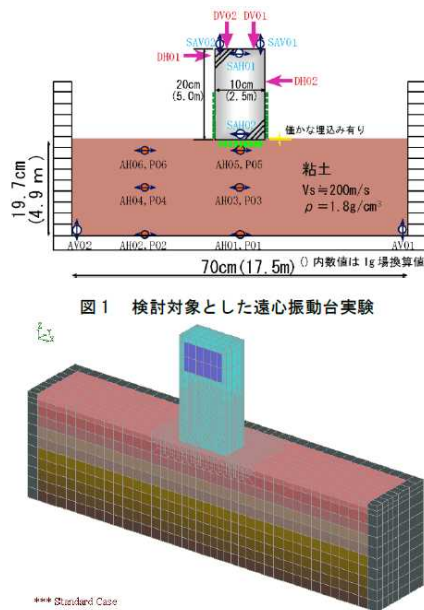 DV02 DV01
SAV02 SAV01
DH01
SAH01
DH02
20cm
(5.0m)
10cm
(2.5m)
SAH02
僅かな埋込み有り
19.7cm
(4.9m)
AH06,P06 AH05,P05
粘土
Vs≒200m/s
ρ=1.8g/cm³
AH04,P04 AH03,P03
AV02 AH02,P02 AH01,P01 AV01
70cm(17.5m)
()内数値は1g場換算値
図1 検討対象とした遠心振動台実験
Z
Y
X
*** Standard Case